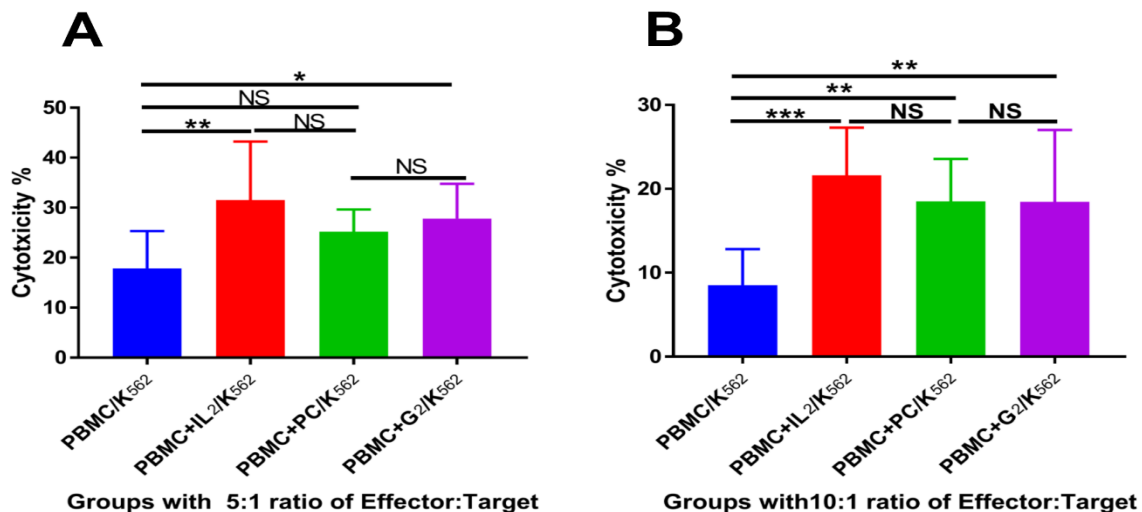 A
*
NS
** NS
NS
Cytotxicity %
50
40
30
20
10
0
PBMC/K562
PBMC+IL2/K562
PBMC+PC/K562
PBMC+G2/K562
Groups with 5:1 ratio of Effector:Target
B
**
**
*** NS NS
Cytotoxicity %
30
20
10
0
PBMC/K562
PBMC+IL2/K562
PBMC+PC/K562
PBMC+G2/K562
Groups with10:1 ratio of Effector:Target